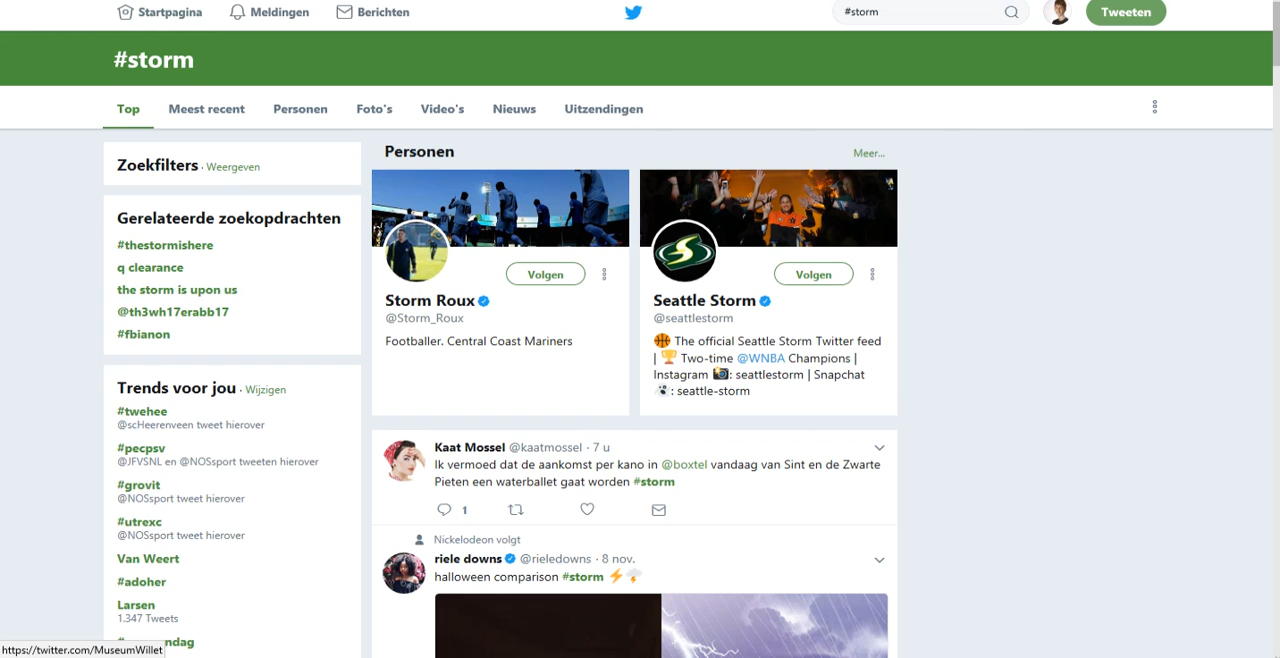 Startpagina
Meldingen
Berichten
#storm
Tweeten
#storm
Top
Meest recent
Personen
Foto's
Video's
Nieuws
Uitzendingen
Zoekfilters · Weergeven
Gerelateerde zoekopdrachten
#thestormishere
q clearance
the storm is upon us
@th3wh17erabb17
#fbianon
Trends voor jou · Wijzigen
#twehee
@scHeerenveen tweet hierover
#pecpsv
@JFVSNL en @NOSsport tweeten hierover
#grovit
@NOSsport tweet hierover
#utrexc
@NOSsport tweet hierover
Van Weert
#adoher
Larsen
1.347 Tweets
https://twitter.com/MuseumWillet
Personen
Meer...
Volgen
Storm Roux
@Storm_Roux
Footballer. Central Coast Mariners
Volgen
Seattle Storm
@seattlestorm
🏀 The official Seattle Storm Twitter feed
| 🏆 Two-time @WNBA Champions |
Instagram 📸: seattlestorm | Snapchat
👻: seattle-storm
Kaat Mossel @kaatmossel · 7 u
Ik vermoed dat de aankomst per kano in @boxtel vandaag van Sint en de Zwarte
Pieten een waterballet gaat worden #storm
1
Nickelodeon volgt
riele downs @rieledowns · 8 nov.
halloween comparison #storm ⚡🌩